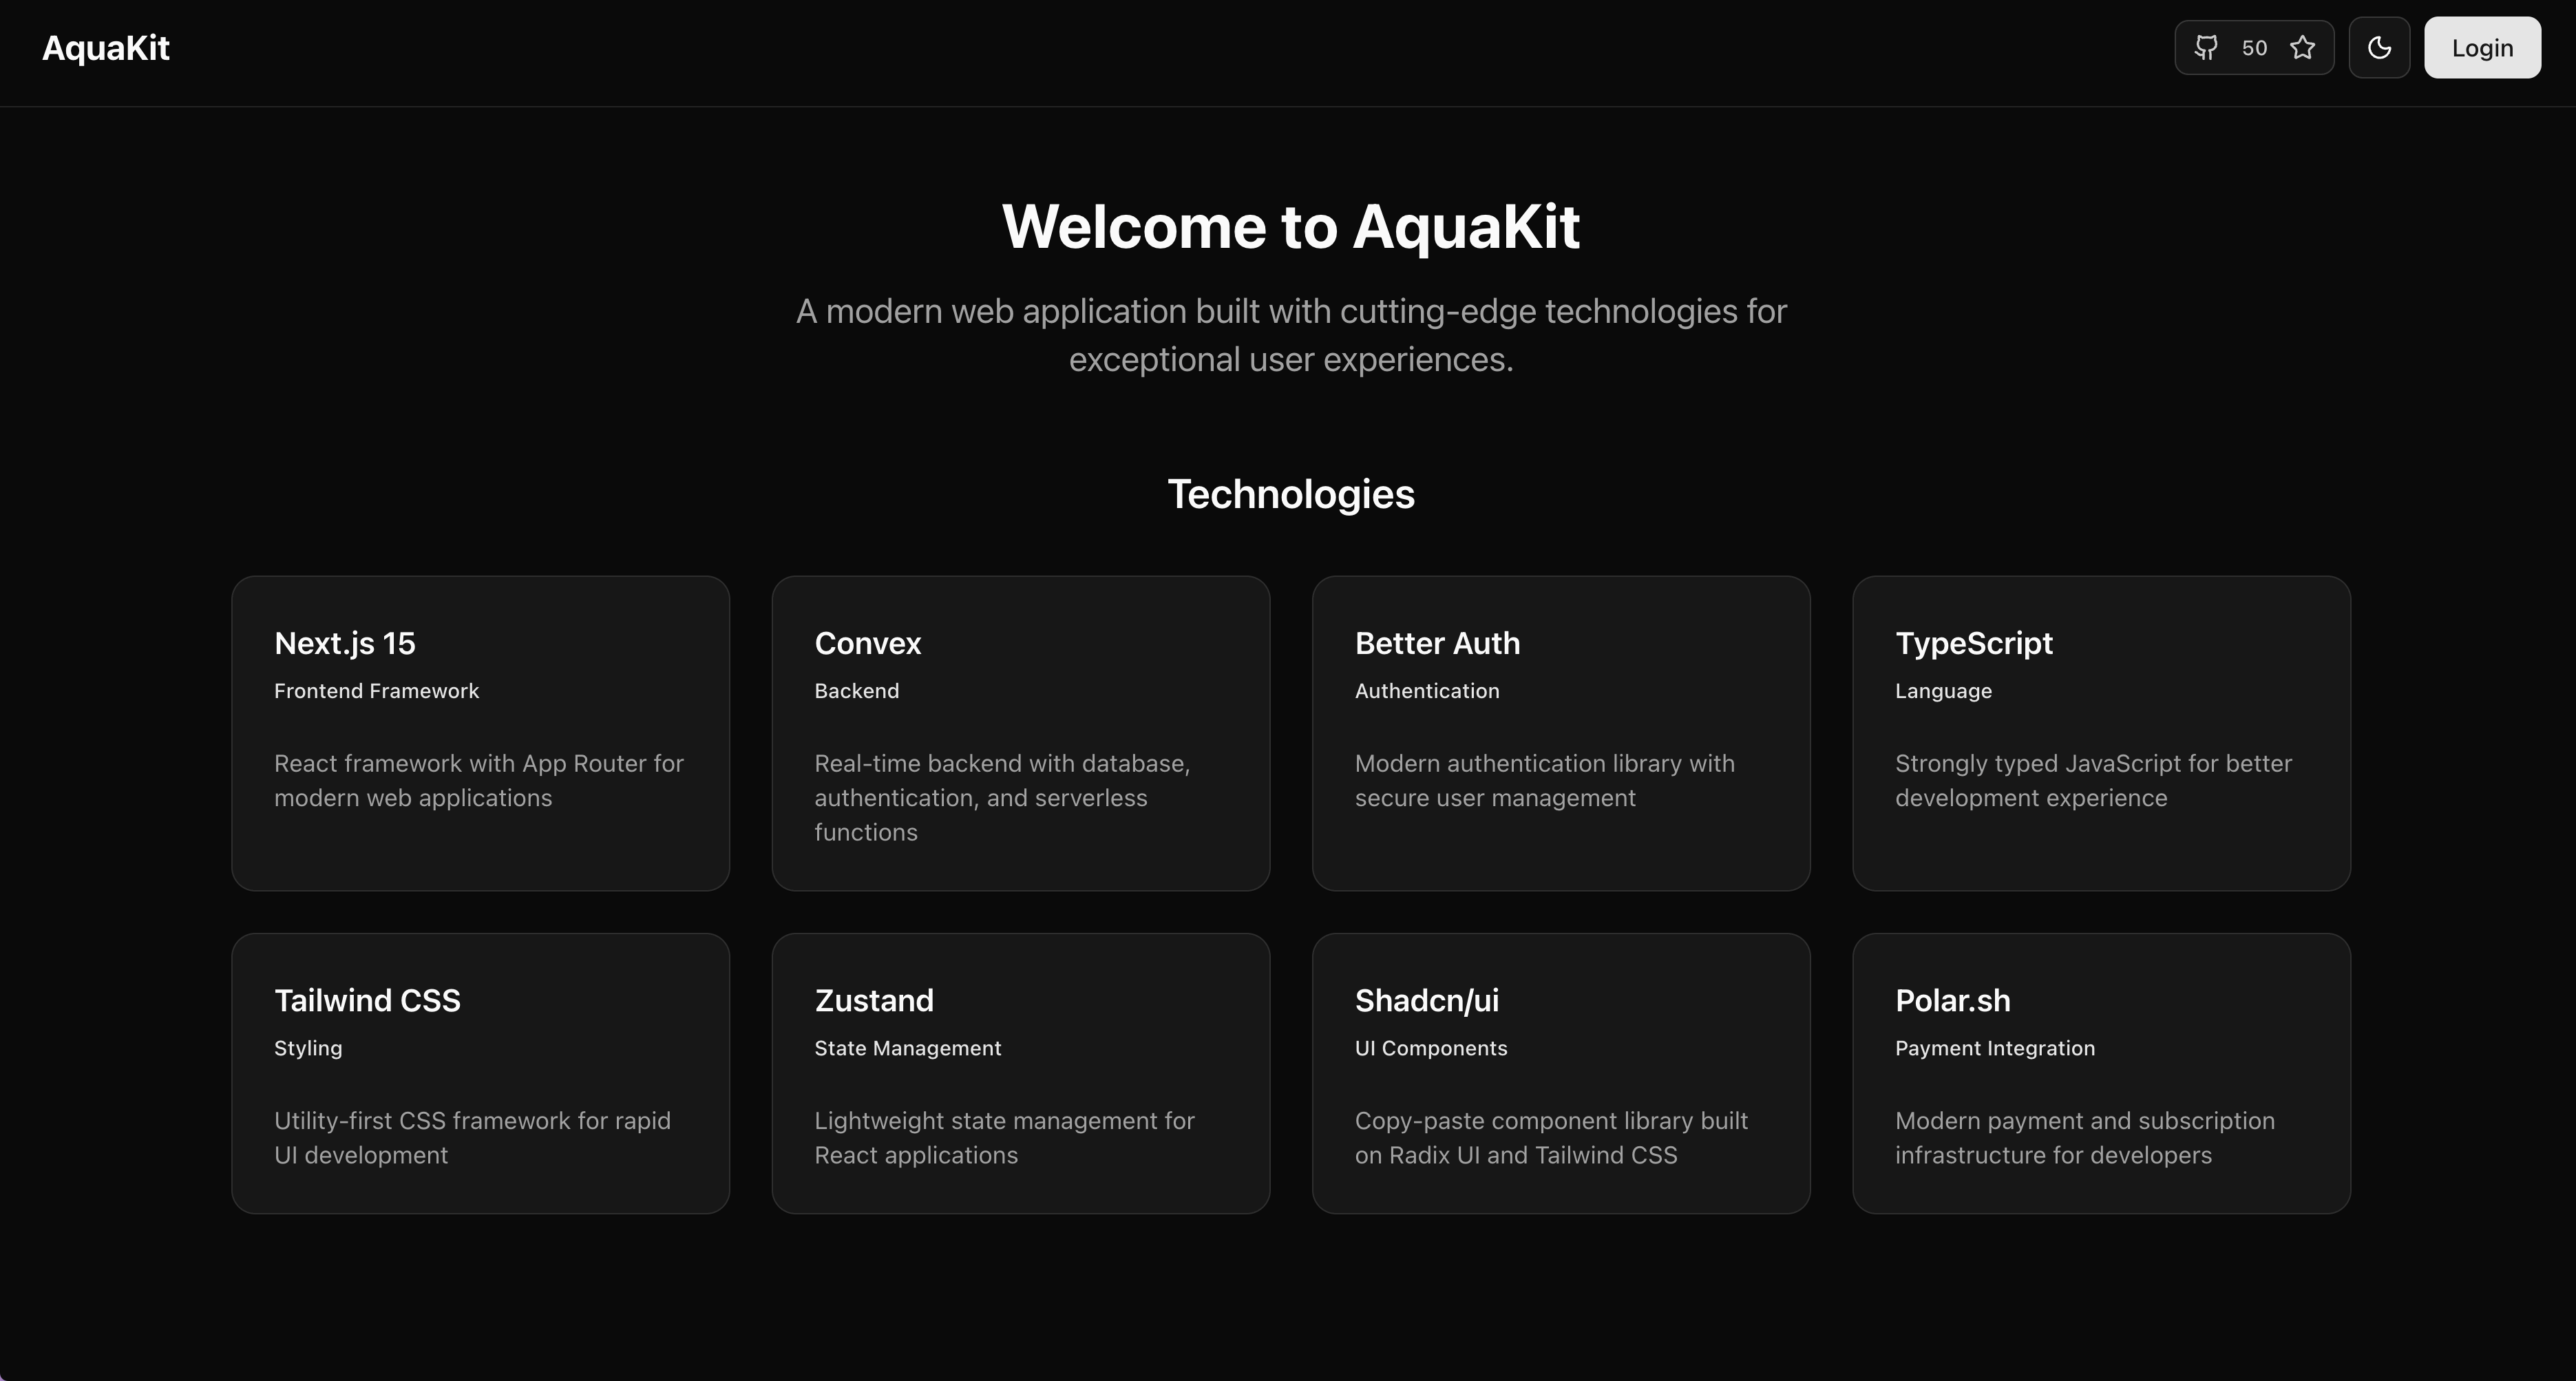 AquaKit
50
Login
Welcome to AquaKit
A modern web application built with cutting-edge technologies for
exceptional user experiences.
Technologies
Next.js 15
Frontend Framework
React framework with App Router for
modern web applications
Convex
Backend
Real-time backend with database,
authentication, and serverless
functions
Better Auth
Authentication
Modern authentication library with
secure user management
TypeScript
Language
Strongly typed JavaScript for better
development experience
Tailwind CSS
Styling
Utility-first CSS framework for rapid
UI development
Zustand
State Management
Lightweight state management for
React applications
Shadcn/ui
UI Components
Copy-paste component library built
on Radix UI and Tailwind CSS
Polar.sh
Payment Integration
Modern payment and subscription
infrastructure for developers